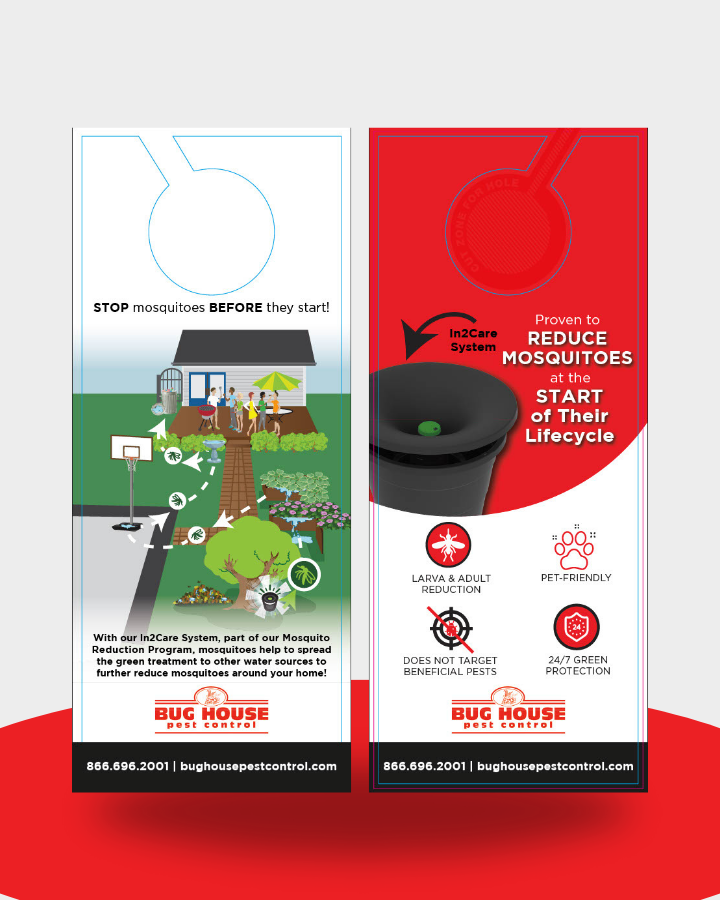 STOP mosquitoes BEFORE they start!
With our In2Care System, part of our Mosquito
Reduction Program, mosquitoes help to spread
the green treatment to other water sources to
further reduce mosquitoes around your home!
BUG HOUSE
pest control
866.696.2001 | bughousepestcontrol.com
CUT ZONE FOR HOLE
In2Care
System
Proven to
REDUCE
MOSQUITOES
at the
START
of Their
Lifecycle
LARVA & ADULT
REDUCTION
PET-FRIENDLY
DOES NOT TARGET
BENEFICIAL PESTS
24
24/7 GREEN
PROTECTION
BUG HOUSE
pest control
866.696.2001 | bughousepestcontrol.com